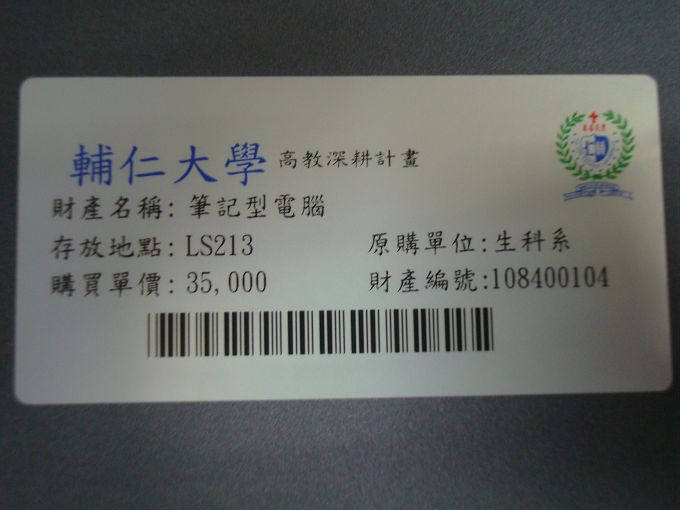 輔仁大學 高教深耕計畫
財產名稱: 筆記型電腦
存放地點: LS213 原購單位: 生科系
購買單價: 35,000 財產編號:108400104